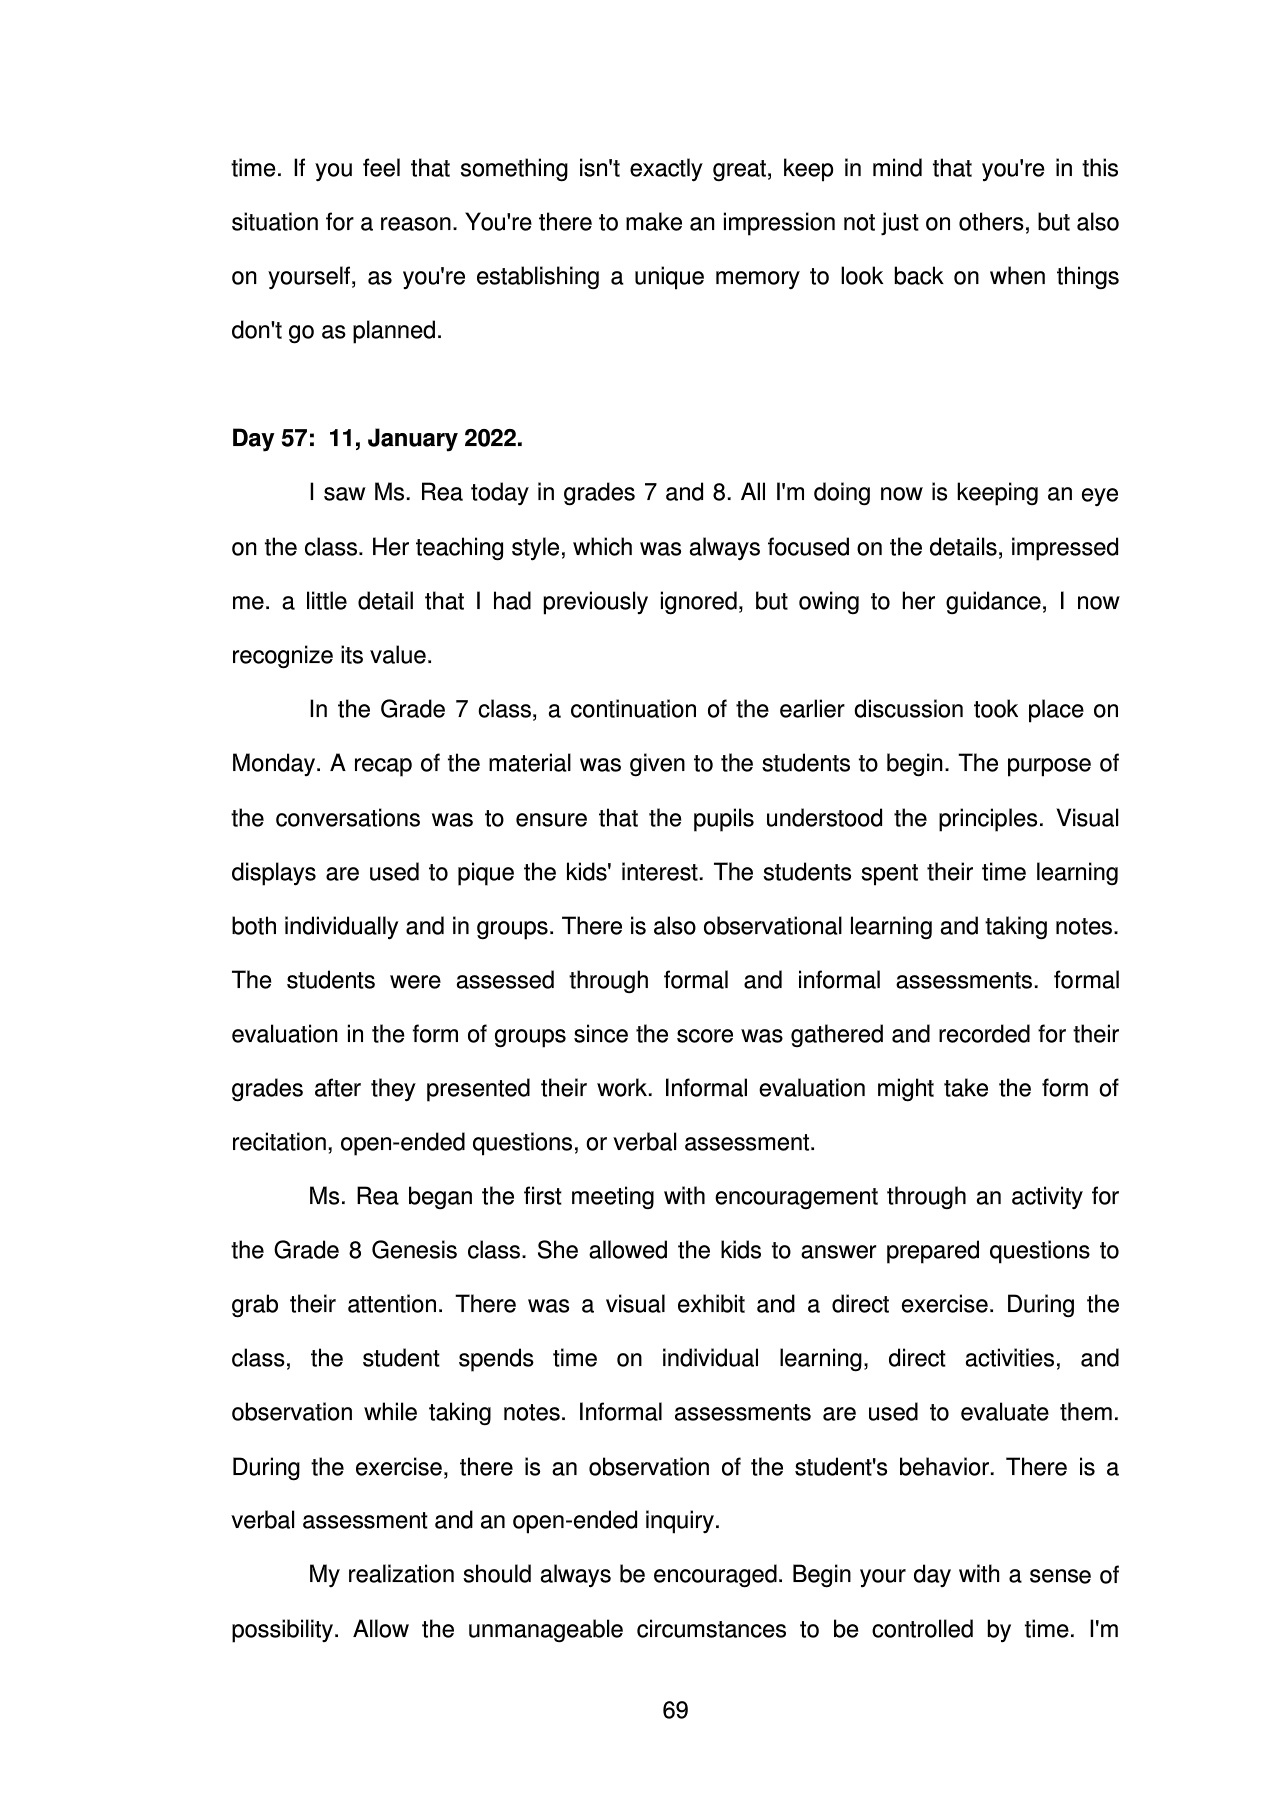 time. If you feel that something isn't exactly great, keep in mind that you're in this
situation for a reason. You're there to make an impression not just on others, but also
on yourself, as you're establishing a unique memory to look back on when things
don't go as planned.
Day 57:  11, January 2022.
I saw Ms. Rea today in grades 7 and 8. All I'm doing now is keeping an eye
on the class. Her teaching style, which was always focused on the details, impressed
me. a little detail that I had previously ignored, but owing to her guidance, I now
recognize its value.
In the Grade 7 class, a continuation of the earlier discussion took place on
Monday. A recap of the material was given to the students to begin. The purpose of
the conversations was to ensure that the pupils understood the principles. Visual
displays are used to pique the kids' interest. The students spent their time learning
both individually and in groups. There is also observational learning and taking notes.
The students were assessed through formal and informal assessments. formal
evaluation in the form of groups since the score was gathered and recorded for their
grades after they presented their work. Informal evaluation might take the form of
recitation, open-ended questions, or verbal assessment.
Ms. Rea began the first meeting with encouragement through an activity for
the Grade 8 Genesis class. She allowed the kids to answer prepared questions to
grab their attention. There was a visual exhibit and a direct exercise. During the
class, the student spends time on individual learning, direct activities, and
observation while taking notes. Informal assessments are used to evaluate them.
During the exercise, there is an observation of the student's behavior. There is a
verbal assessment and an open-ended inquiry.
My realization should always be encouraged. Begin your day with a sense of
possibility. Allow the unmanageable circumstances to be controlled by time. I'm
69